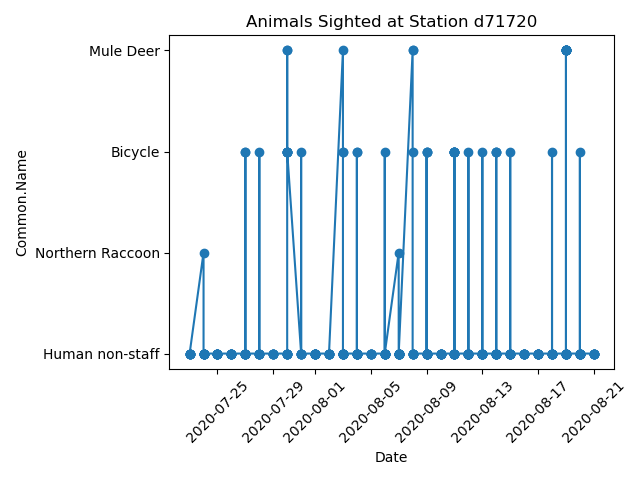 Animals Sighted at Station d71720
Mule Deer
Bicycle
Northern Raccoon
Human non-staff
Common.Name
2020-07-25
2020-07-29
2020-08-01
2020-08-05
2020-08-09
2020-08-13
2020-08-17
2020-08-21
Date